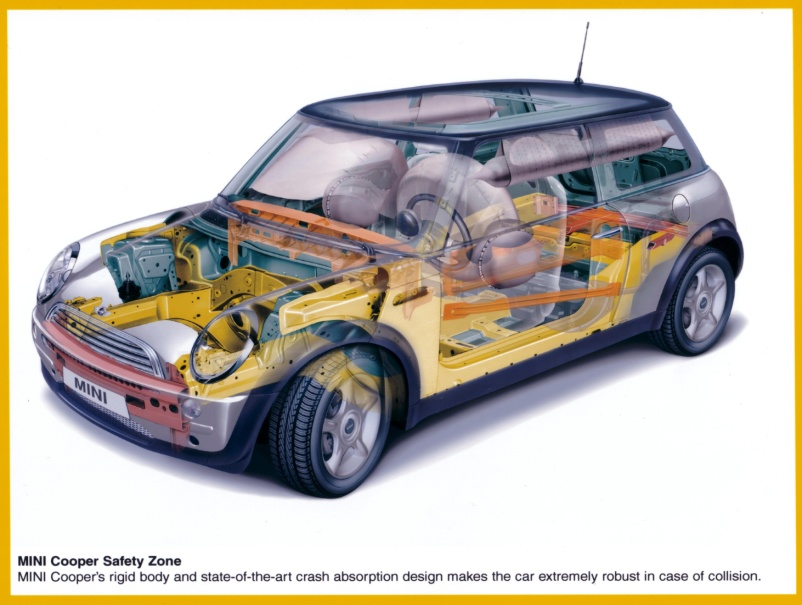 MINI
MINI Cooper Safety Zone
MINI Cooper's rigid body and state-of-the-art crash absorption design makes the car extremely robust in case of collision.